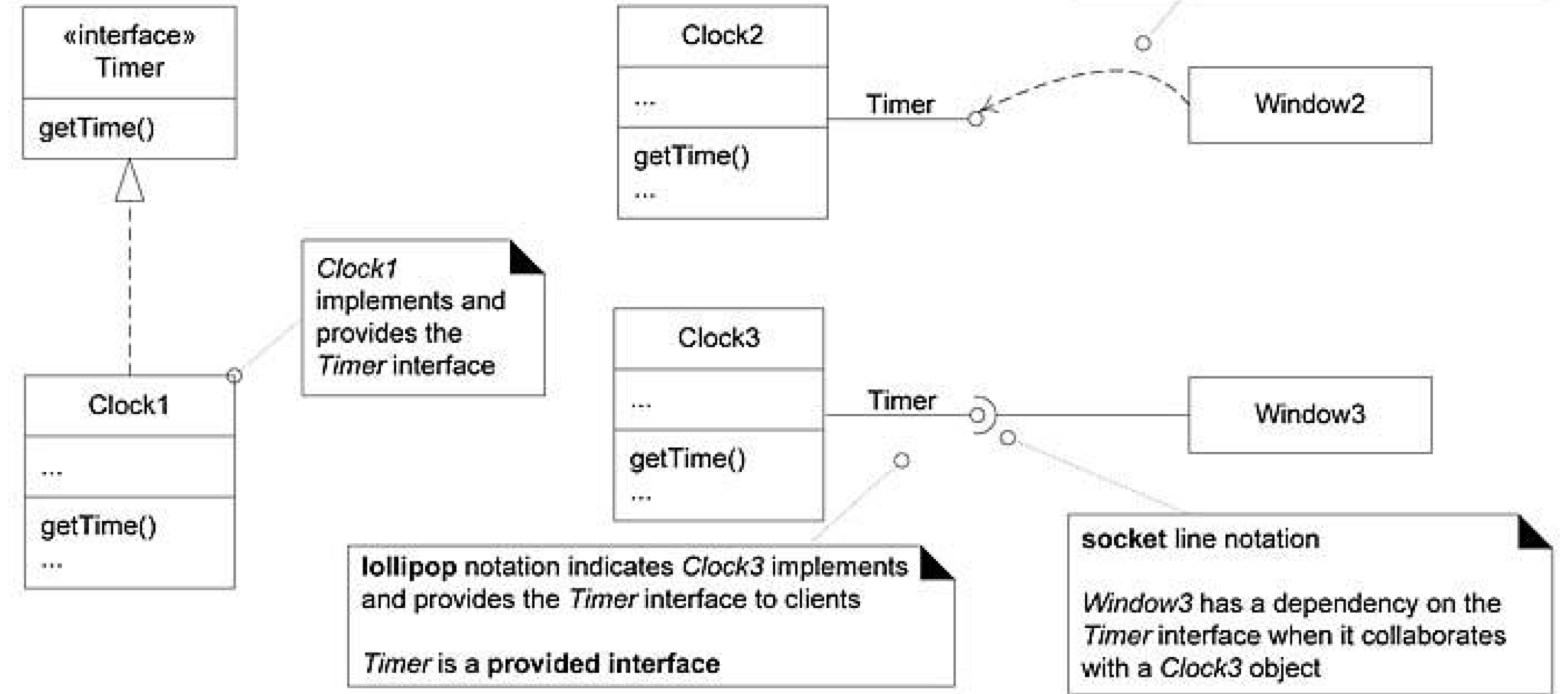 «interface»
Timer
getTime()
Clock1
implements and
provides the
Timer interface
Clock1
...
getTime()
...
Clock2
...
getTime()
...
Timer
Window2
Clock3
...
getTime()
...
Timer
Window3
lollipop notation indicates Clock3 implements
and provides the Timer interface to clients
Timer is a provided interface
socket line notation
Window3 has a dependency on the
Timer interface when it collaborates
with a Clock3 object